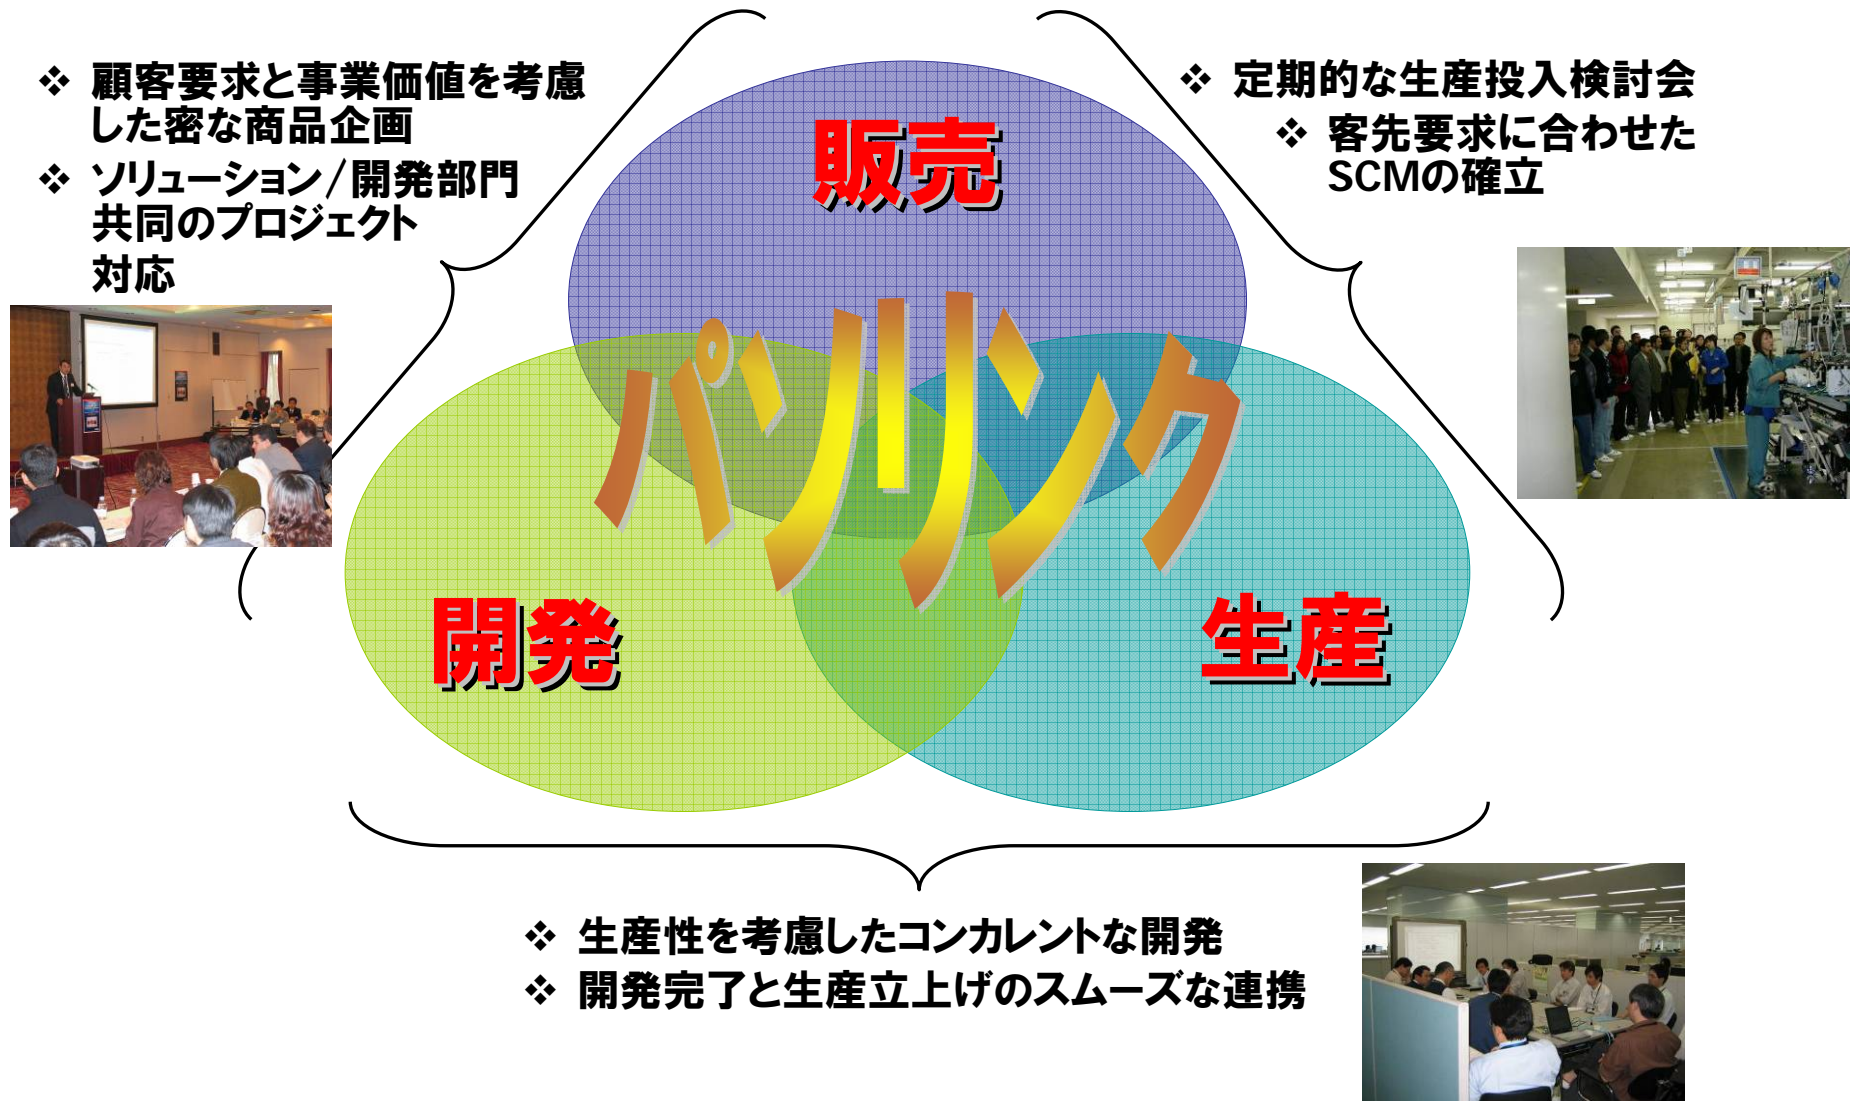 ❖ 顧客要求と事業価値を考慮
した密な商品企画
❖ ソリューション/開発部門
共同のプロジェクト
対応
❖ 定期的な生産投入検討会
❖ 客先要求に合わせた
SCMの確立
販売
パソリンク
開発
生産
❖ 生産性を考慮したコンカレントな開発
❖ 開発完了と生産立上げのスムーズな連携